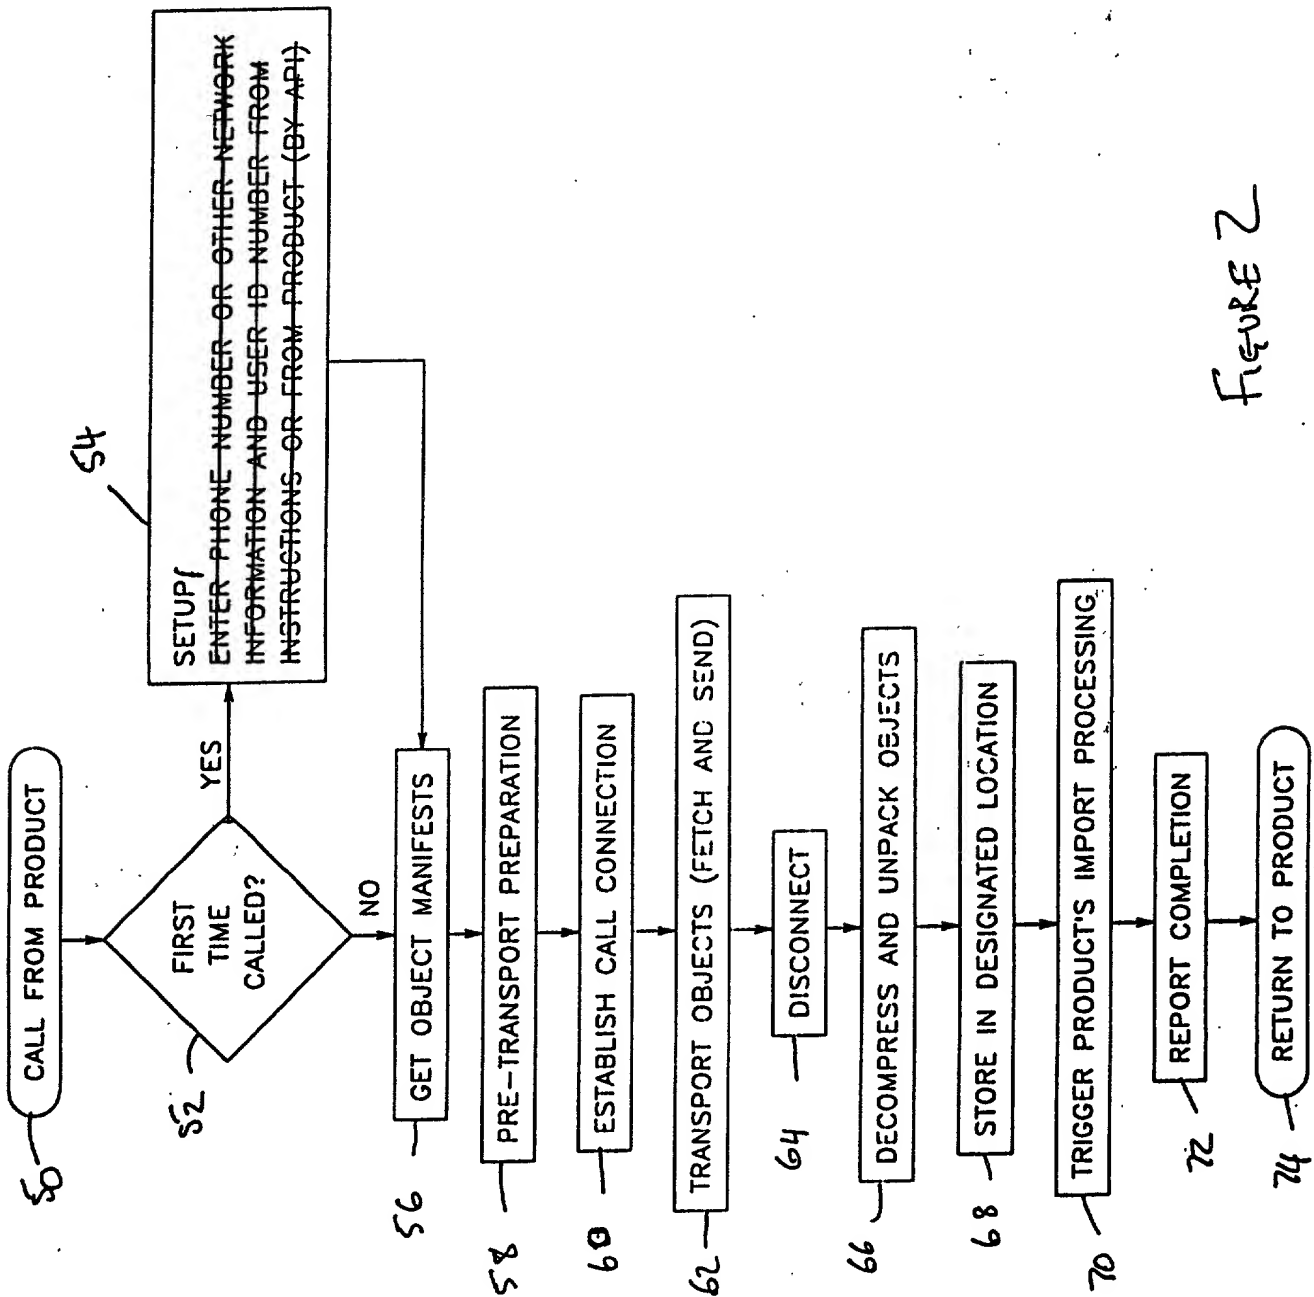 50
CALL FROM PRODUCT
52
FIRST
TIME
CALLED?
YES
NO
54
SETUP
ENTER PHONE NUMBER OR OTHER NETWORK
INFORMATION AND USER ID NUMBER FROM
INSTRUCTIONS OR FROM PRODUCT (BY API)
56
GET OBJECT MANIFESTS
58
PRE-TRANSPORT PREPARATION
60
ESTABLISH CALL CONNECTION
62
TRANSPORT OBJECTS (FETCH AND SEND)
64
DISCONNECT
66
DECOMPRESS AND UNPACK OBJECTS
68
STORE IN DESIGNATED LOCATION
70
TRIGGER PRODUCT'S IMPORT PROCESSING
72
REPORT COMPLETION
74
RETURN TO PRODUCT
FIGURE 2